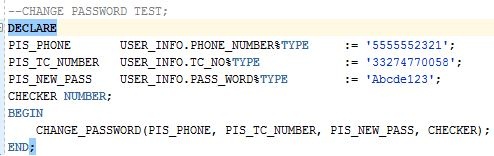 --CHANGE PASSWORD TEST;
DECLARE
PIS_PHONE USER_INFO.PHONE_NUMBER%TYPE := '5555552321';
PIS_TC_NUMBER USER_INFO.TC_NO%TYPE := '33274770058';
PIS_NEW_PASS USER_INFO.PASS_WORD%TYPE := 'Abcde123';
CHECKER NUMBER;
BEGIN
CHANGE_PASSWORD(PIS_PHONE, PIS_TC_NUMBER, PIS_NEW_PASS, CHECKER);
END;